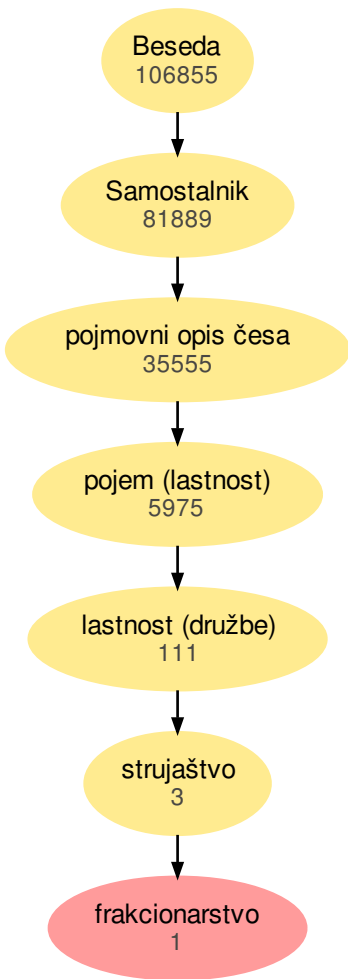 Beseda
106855
Samostalnik
81889
pojmovni opis česa
35555
pojem (lastnost)
5975
lastnost (družbe)
111
strujaštvo
3
frakcionarstvo
1